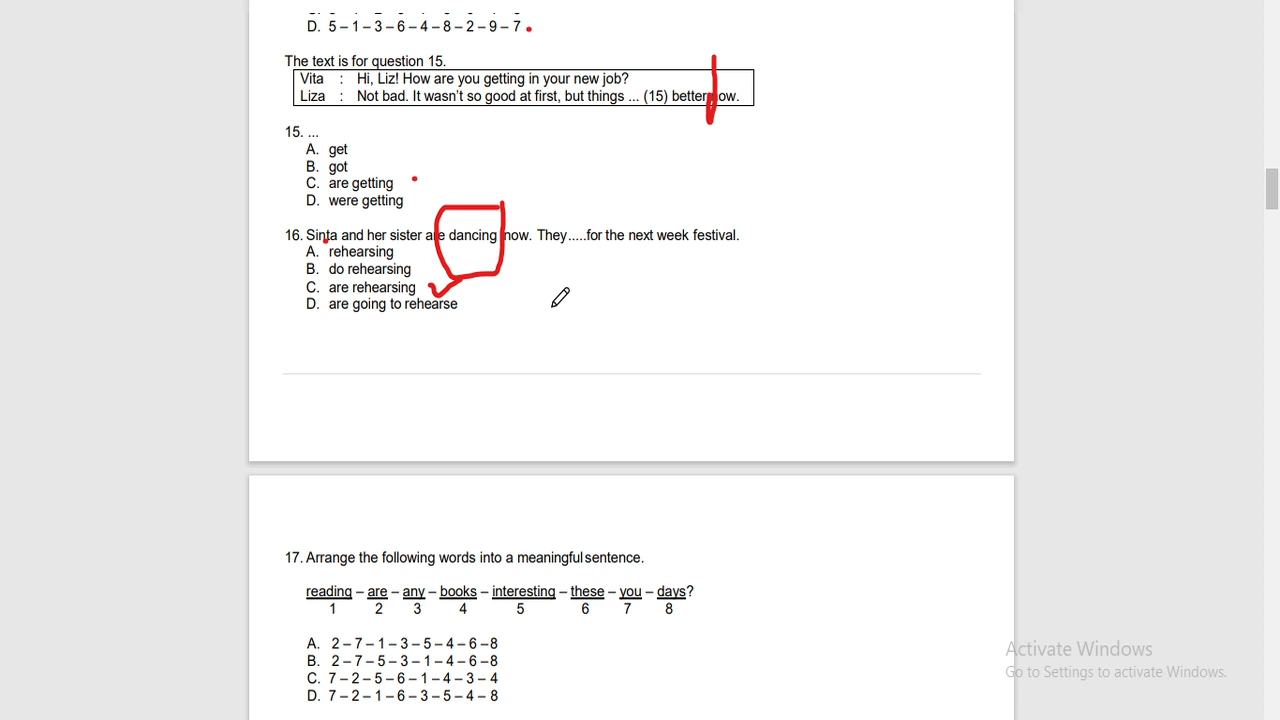 D. 5 – 1 – 3 – 6 – 4 – 8 – 2 – 9 – 7
The text is for question 15.
Vita : Hi, Liz! How are you getting in your new job?
Liza : Not bad. It wasn't so good at first, but things ... (15) better now.
15. ...
A. get
B. got
C. are getting
D. were getting
16. Sinta and her sister are dancing now. They.....for the next week festival.
A. rehearsing
B. do rehearsing
C. are rehearsing
D. are going to rehearse
17. Arrange the following words into a meaningful sentence.
reading – are – any – books – interesting – these – you – days?
1 2 3 4 5 6 7 8
A. 2 – 7 – 1 – 3 – 5 – 4 – 6 –8
B. 2 – 7 – 5 – 3 – 1 – 4 – 6 –8
C. 7 – 2 – 5 – 6 – 1 – 4 – 3 – 4
D. 7 – 2 – 1 – 6 – 3 – 5 – 4 – 8
Activate Windows
Go to Settings to activate Windows.